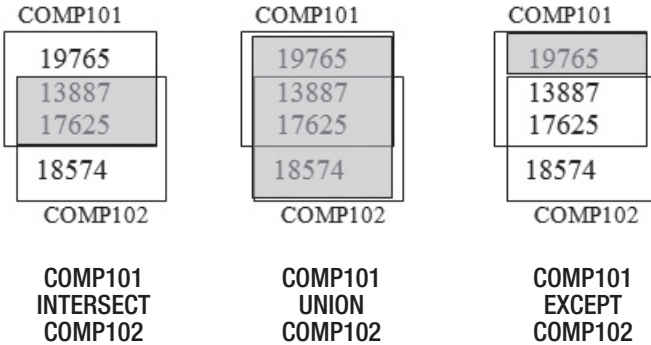 COMP101
19765
13887
17625
18574
COMP102
COMP101
INTERSECT
COMP102
COMP101
19765
13887
17625
18574
COMP102
COMP101
UNION
COMP102
COMP101
19765
13887
17625
18574
COMP102
COMP101
EXCEPT
COMP102